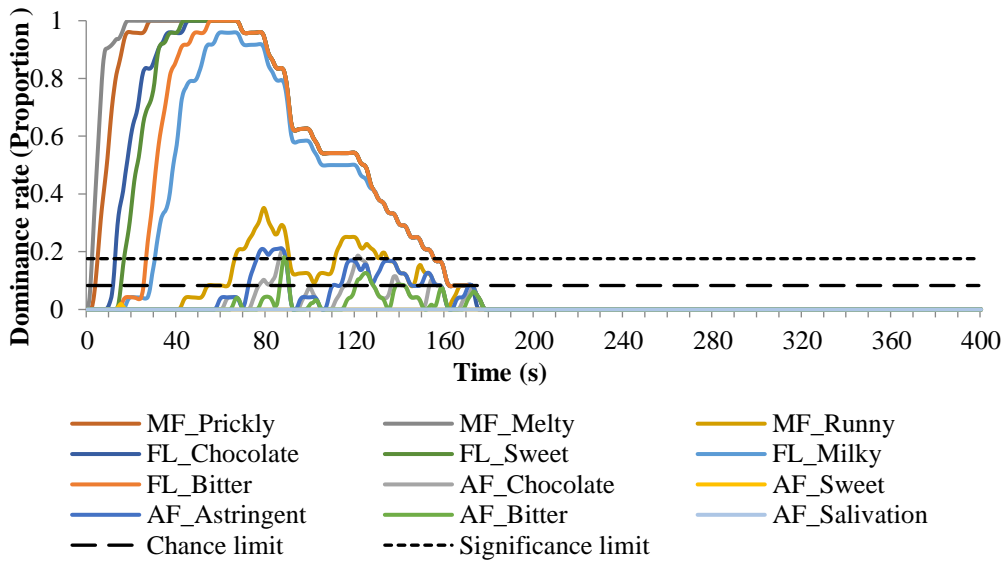 Dominance rate (Proportion )
1
0.8
0.6
0.4
0.2
0
0 40 80 120 160 200 240 280 320 360 400
Time (s)
MF_Prickly MF_Melty MF_Runny
FL_Chocolate FL_Sweet FL_Milky
FL_Bitter AF_Chocolate AF_Sweet
AF_Astringent AF_Bitter AF_Salivation
Chance limit Significance limit